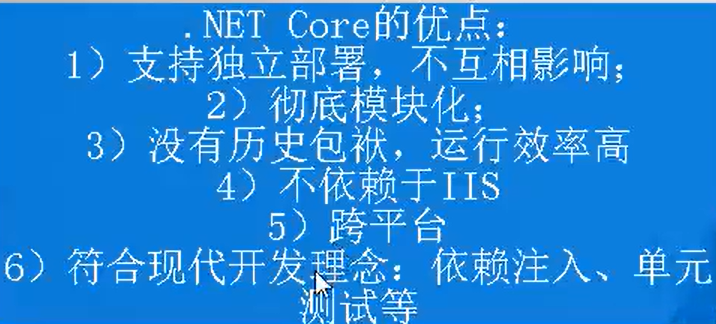 .NET Core的优点：
1）支持独立部署，不互相影响；
2）彻底模块化；
3）没有历史包袱，运行效率高
4）不依赖于IIS
5）跨平台
6）符合现代开发理念：依赖注入、单元
测试等